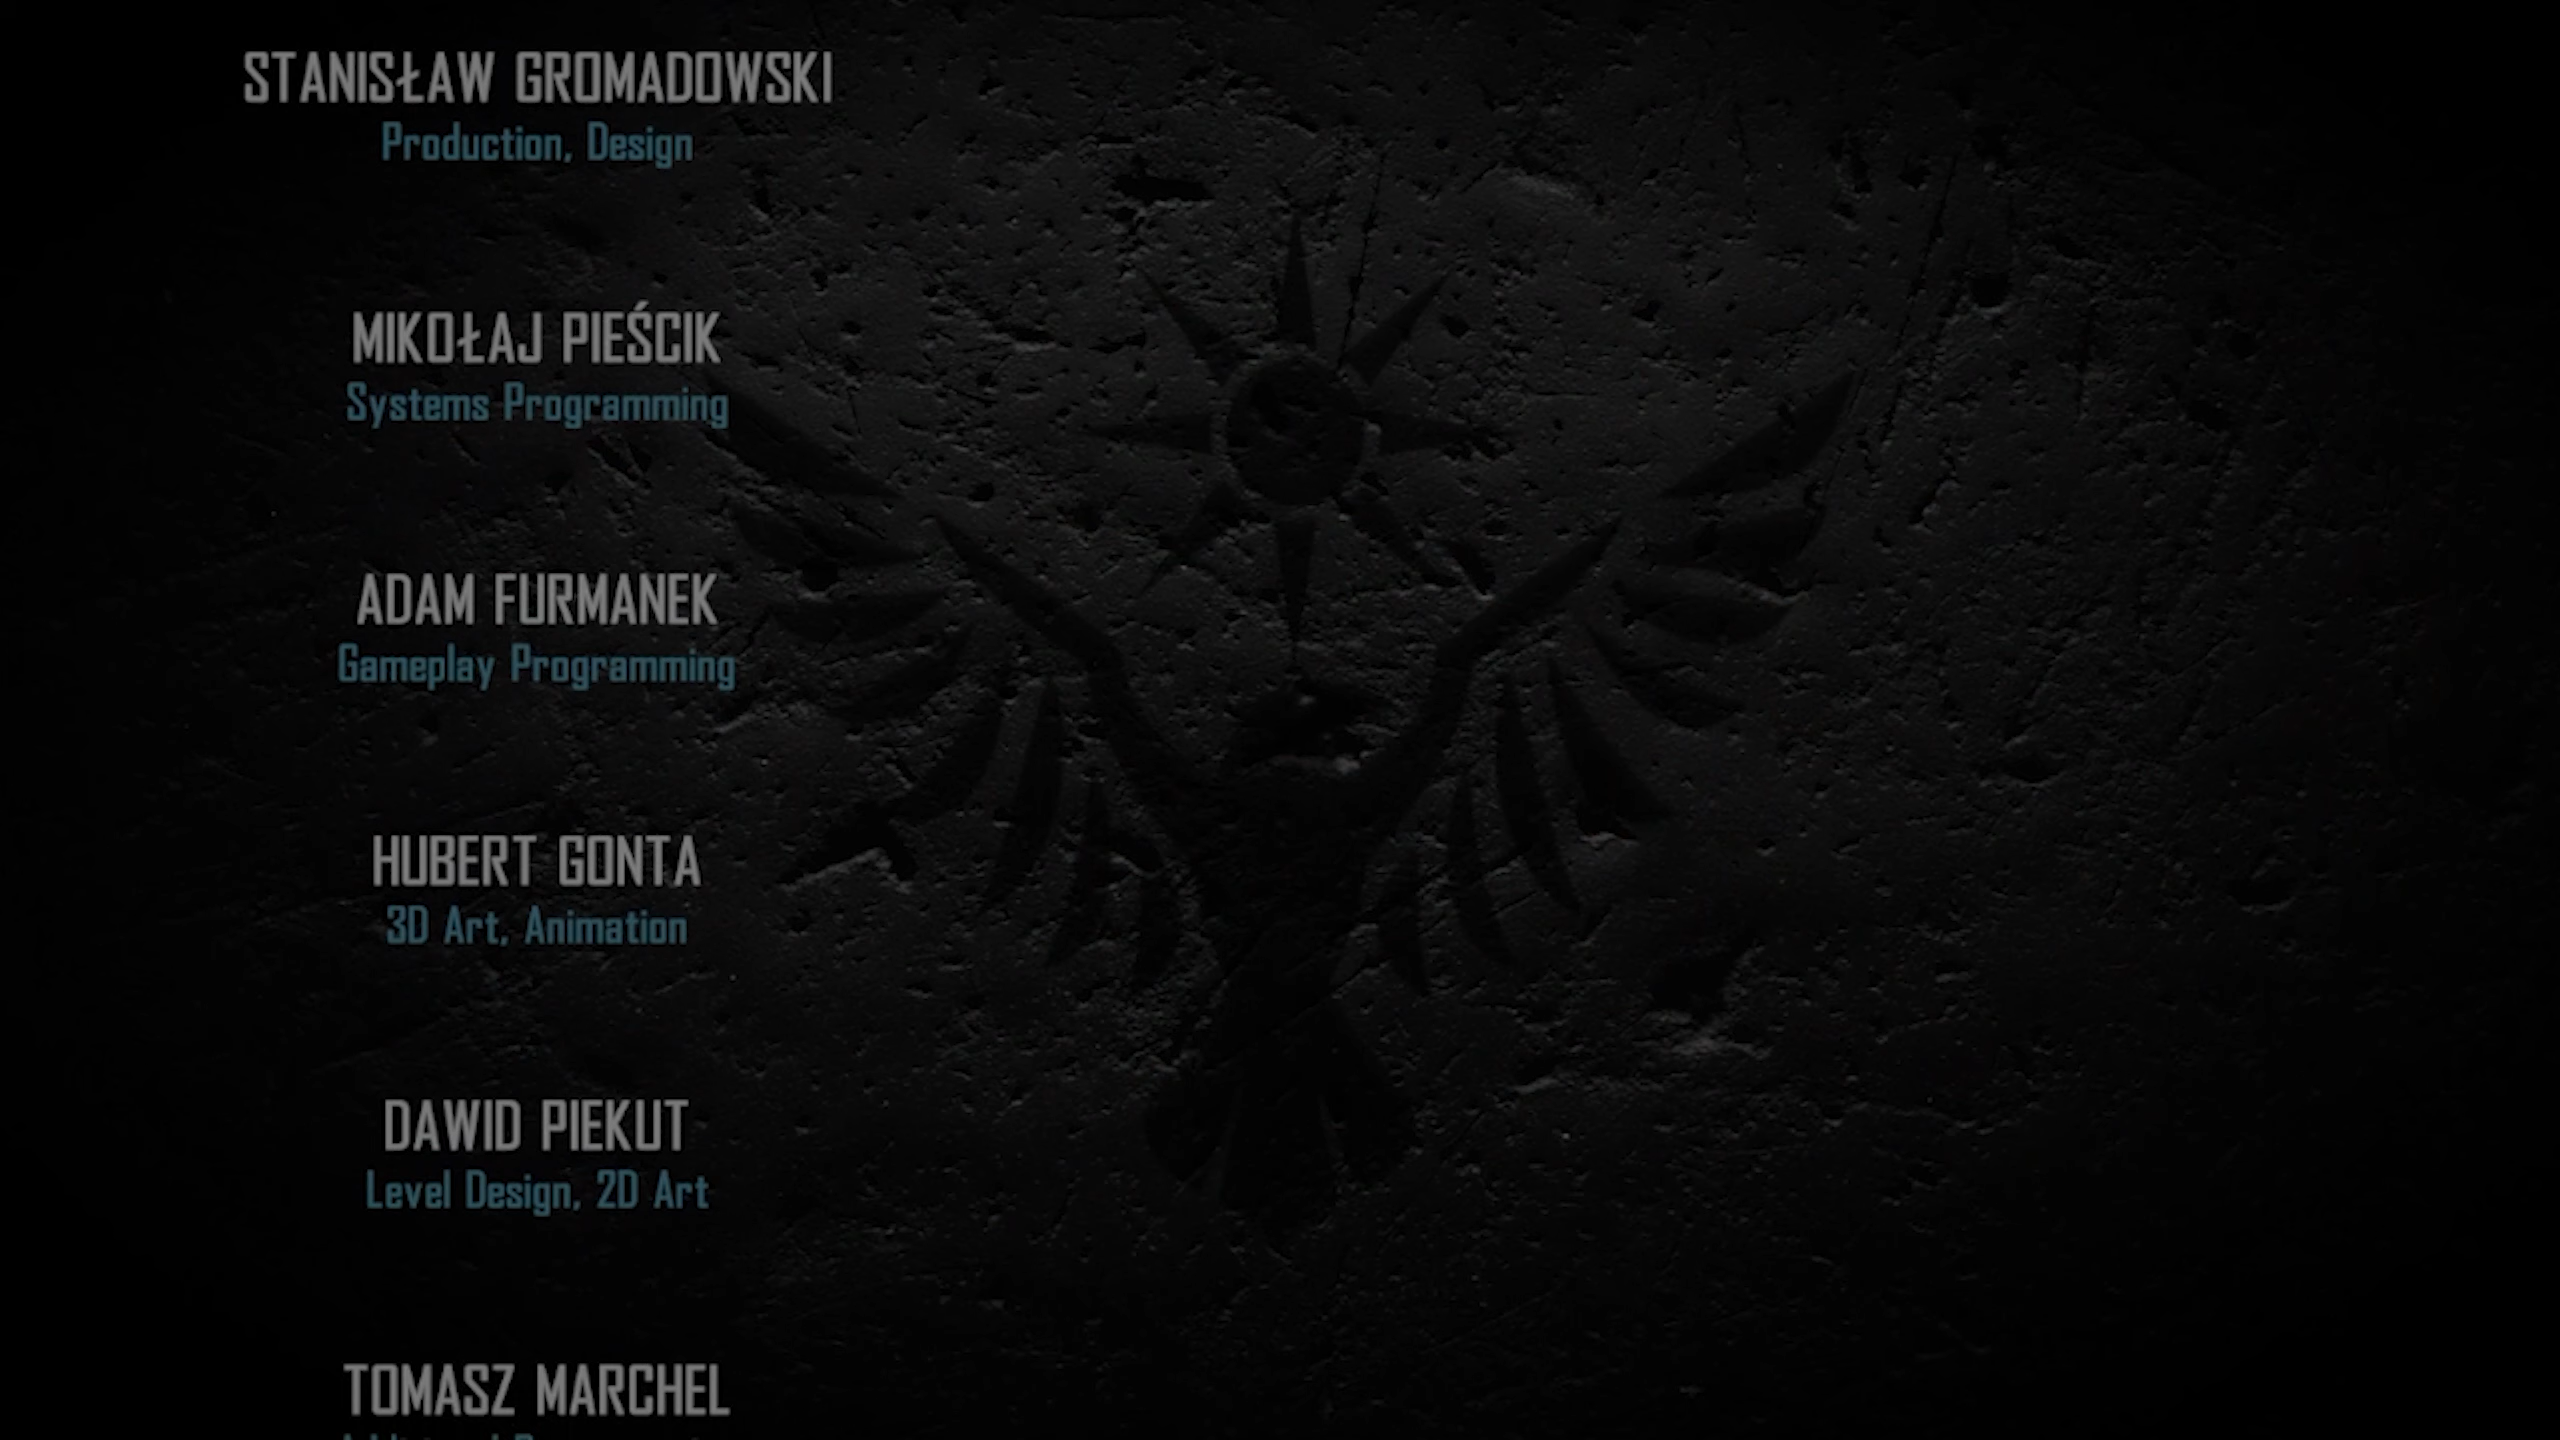 STANISŁAW GROMADOWSKI
Production, Design
MIKOŁAJ PIEŚCIK
Systems Programming
ADAM FURMANEK
Gameplay Programming
HUBERT GONTA
3D Art, Animation
DAWID PIEKUT
Level Design, 2D Art
TOMASZ MARCHEL